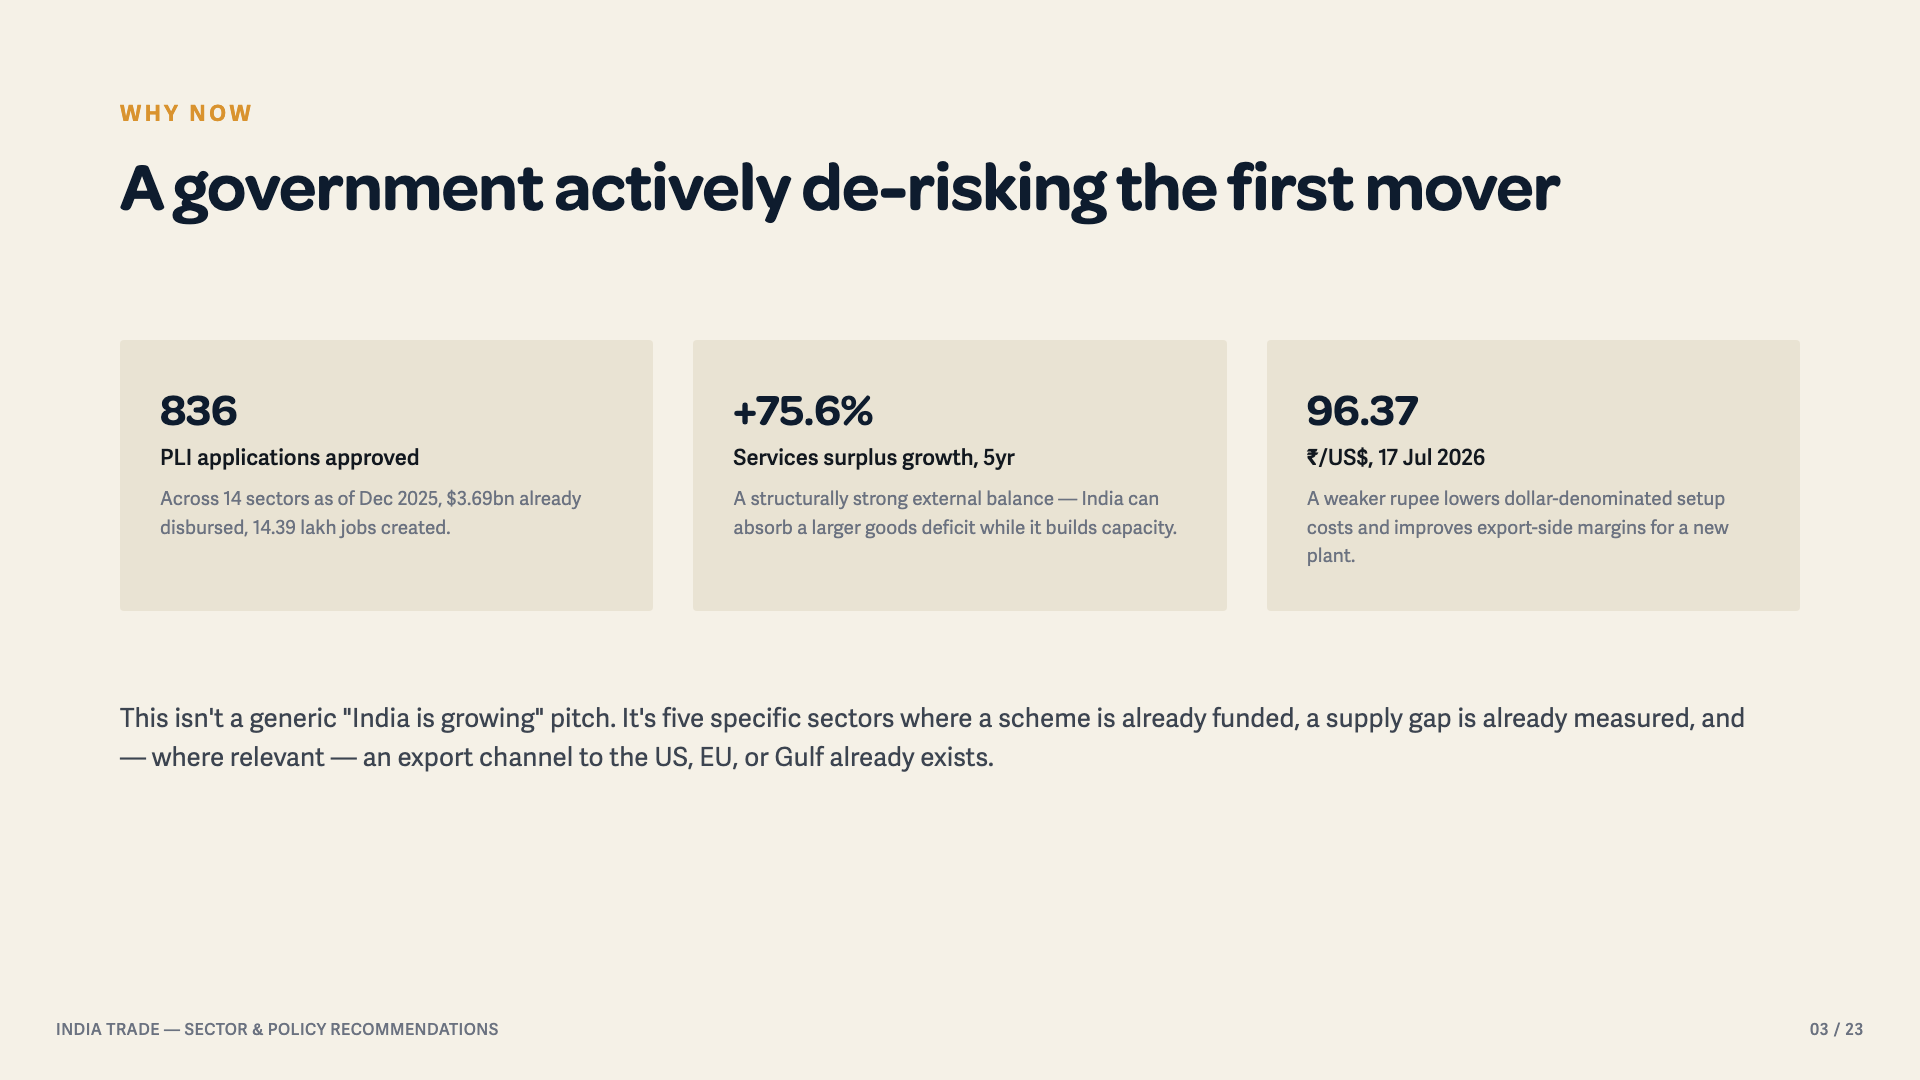 WHY NOW
A government actively de-risking the first mover
836
PLI applications approved
Across 14 sectors as of Dec 2025, $3.69bn already
disbursed, 14.39 lakh jobs created.
+75.6%
Services surplus growth, 5yr
A structurally strong external balance — India can
absorb a larger goods deficit while it builds capacity.
96.37
₹/US$, 17 Jul 2026
A weaker rupee lowers dollar-denominated setup
costs and improves export-side margins for a new
plant.
This isn't a generic "India is growing" pitch. It's five specific sectors where a scheme is already funded, a supply gap is already measured, and
— where relevant — an export channel to the US, EU, or Gulf already exists.
INDIA TRADE — SECTOR & POLICY RECOMMENDATIONS
03 / 23